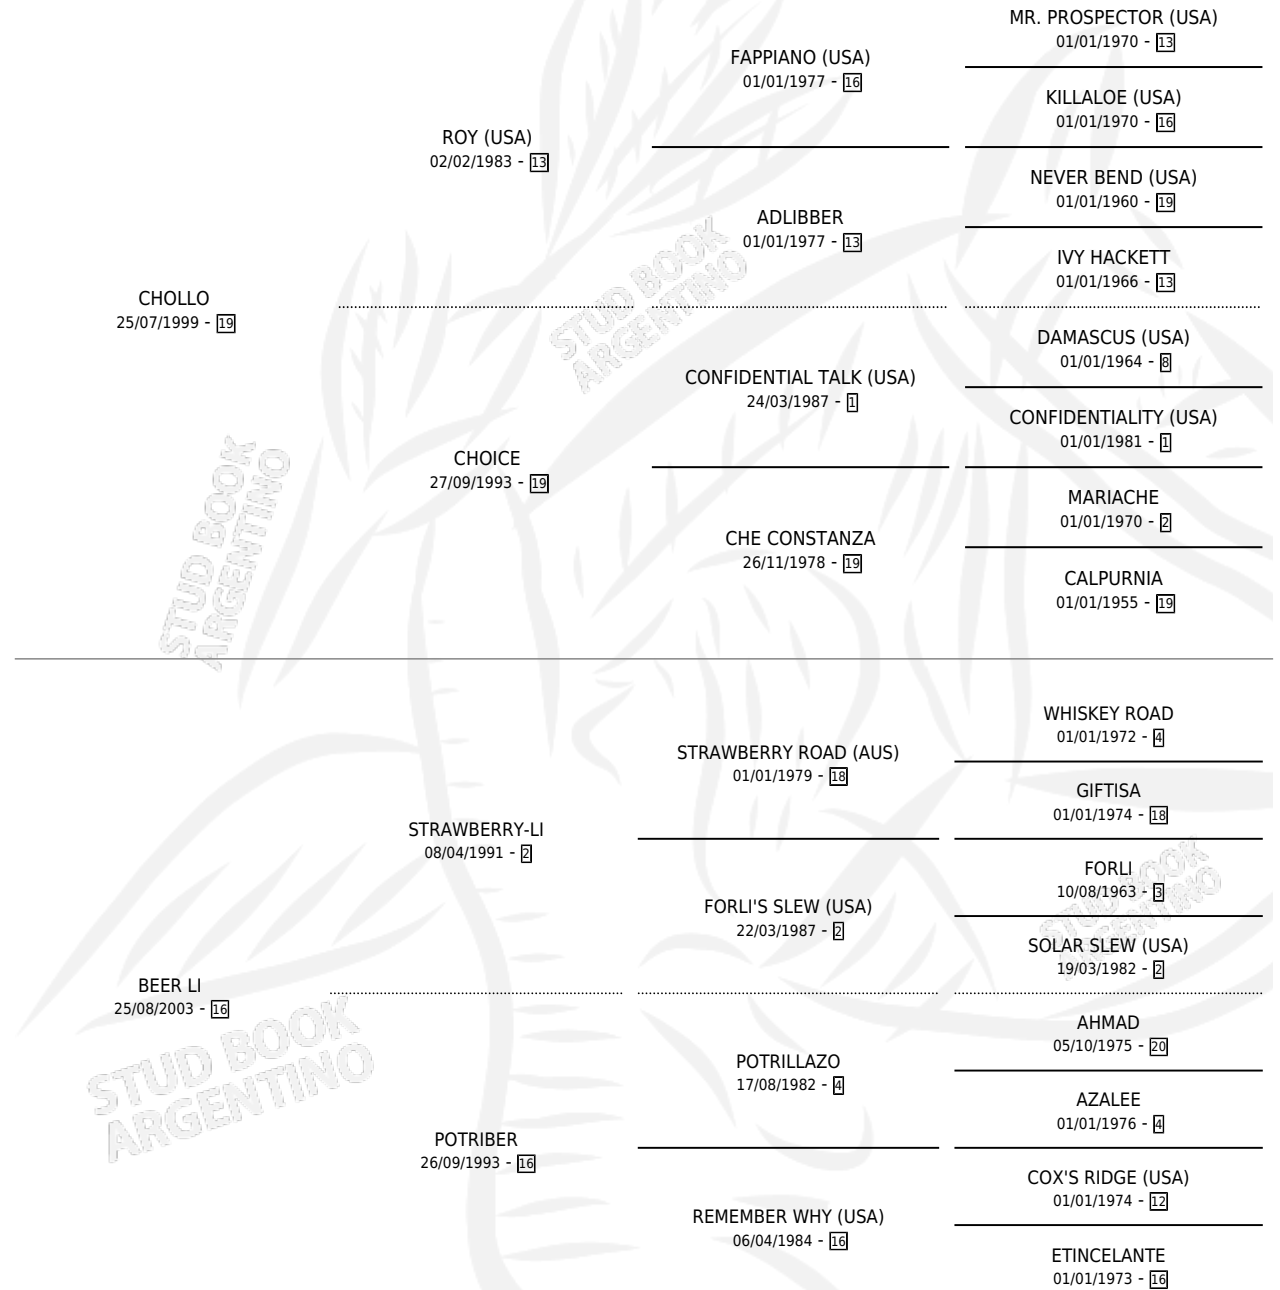 MR. PROSPECTOR (USA)
01/01/1970 - 13
FAPPIANO (USA)
01/01/1977 - 16
KILLALOE (USA)
01/01/1970 - 16
ROY (USA)
02/02/1983 - 13
NEVER BEND (USA)
01/01/1960 - 19
ADLIBBER
01/01/1977 - 13
IVY HACKETT
01/01/1966 - 13
CHOLLO
25/07/1999 - 19
STUD BOOK
ARGENTINO
DAMASCUS (USA)
01/01/1964 - 8
CONFIDENTIAL TALK (USA)
24/03/1987 - 1
CONFIDENTIALITY (USA)
01/01/1981 - 1
CHOICE
27/09/1993 - 19
MARIACHE
01/01/1970 - 2
CHE CONSTANZA
26/11/1978 - 19
CALPURNIA
01/01/1955 - 19
STUD BOOK
ARGENTINO
WHISKEY ROAD
01/01/1972 - 4
STRAWBERRY ROAD (AUS)
01/01/1979 - 18
GIFTISA
01/01/1974 - 18
STRAWBERRY-LI
08/04/1991 - 2
FORLI
10/08/1963 - 3
STUD BOOK
ARGENTINO
FORLI'S SLEW (USA)
22/03/1987 - 2
SOLAR SLEW (USA)
19/03/1982 - 2
BEER LI
25/08/2003 - 16
STUD BOOK
ARGENTINO
AHMAD
05/10/1975 - 20
POTRILLAZO
17/08/1982 - 4
AZALEE
01/01/1976 - 4
POTRIBER
26/09/1993 - 16
COX'S RIDGE (USA)
01/01/1974 - 12
REMEMBER WHY (USA)
06/04/1984 - 16
ETINCELANTE
01/01/1973 - 16